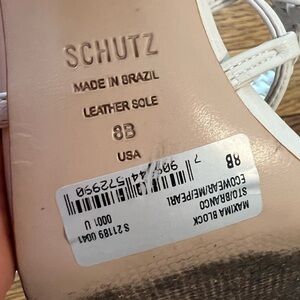 SCHUTZ
MADE IN BRAZIL
LEATHER SOLE
8B
USA
8B
MAXIMA BLOCK
STO/BRANCO
ECOWEAR/ME/PEARL
S 21189 0041
0001 U